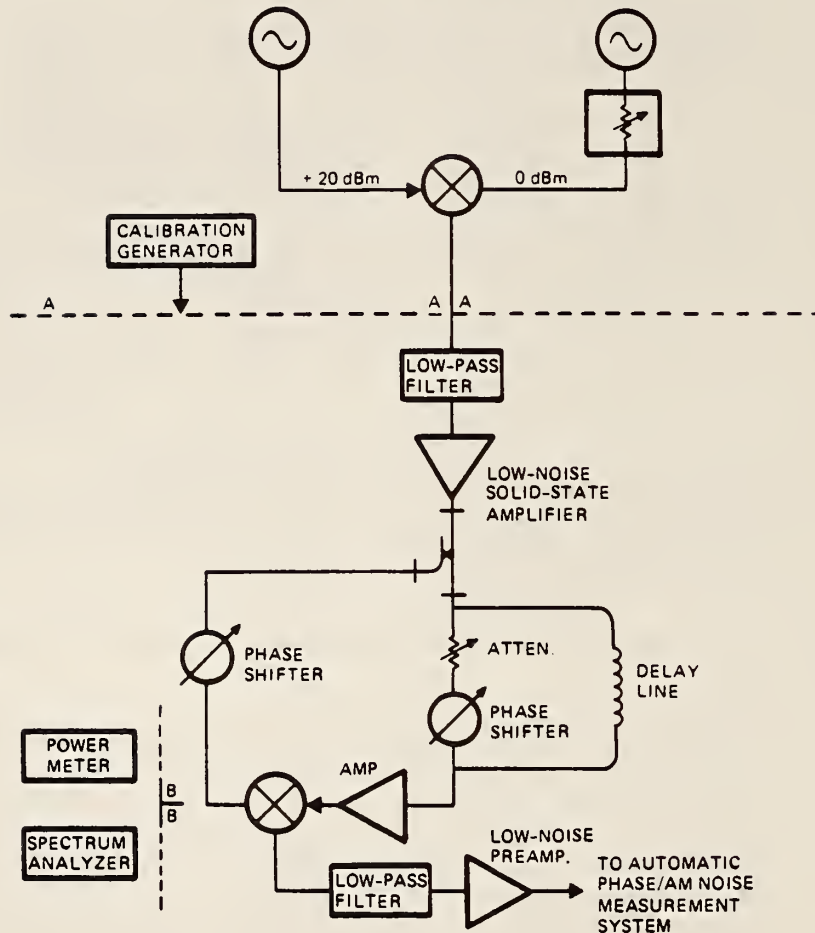 + 20 dBm
0 dBm
CALIBRATION
GENERATOR
A
A
A
LOW-PASS
FILTER
LOW-NOISE
SOLID-STATE
AMPLIFIER
PHASE
SHIFTER
ATTEN.
DELAY
LINE
PHASE
SHIFTER
POWER
METER
AMP
B
B
SPECTRUM
ANALYZER
LOW-NOISE
PREAMP.
LOW-PASS
FILTER
TO AUTOMATIC
PHASE/AM NOISE
MEASUREMENT
SYSTEM